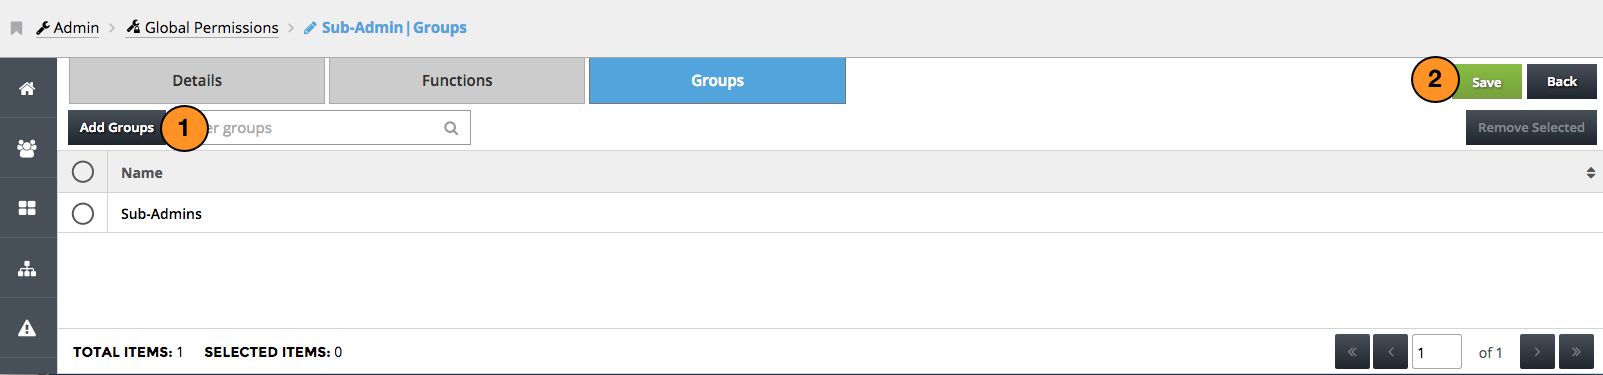 Admin > Global Permissions > Sub-Admin | Groups
Details Functions Groups 2 Save Back
Add Groups 1 groups Remove Selected
Name
Sub-Admins
TOTAL ITEMS: 1 SELECTED ITEMS: 0 « < 1 of 1 > »